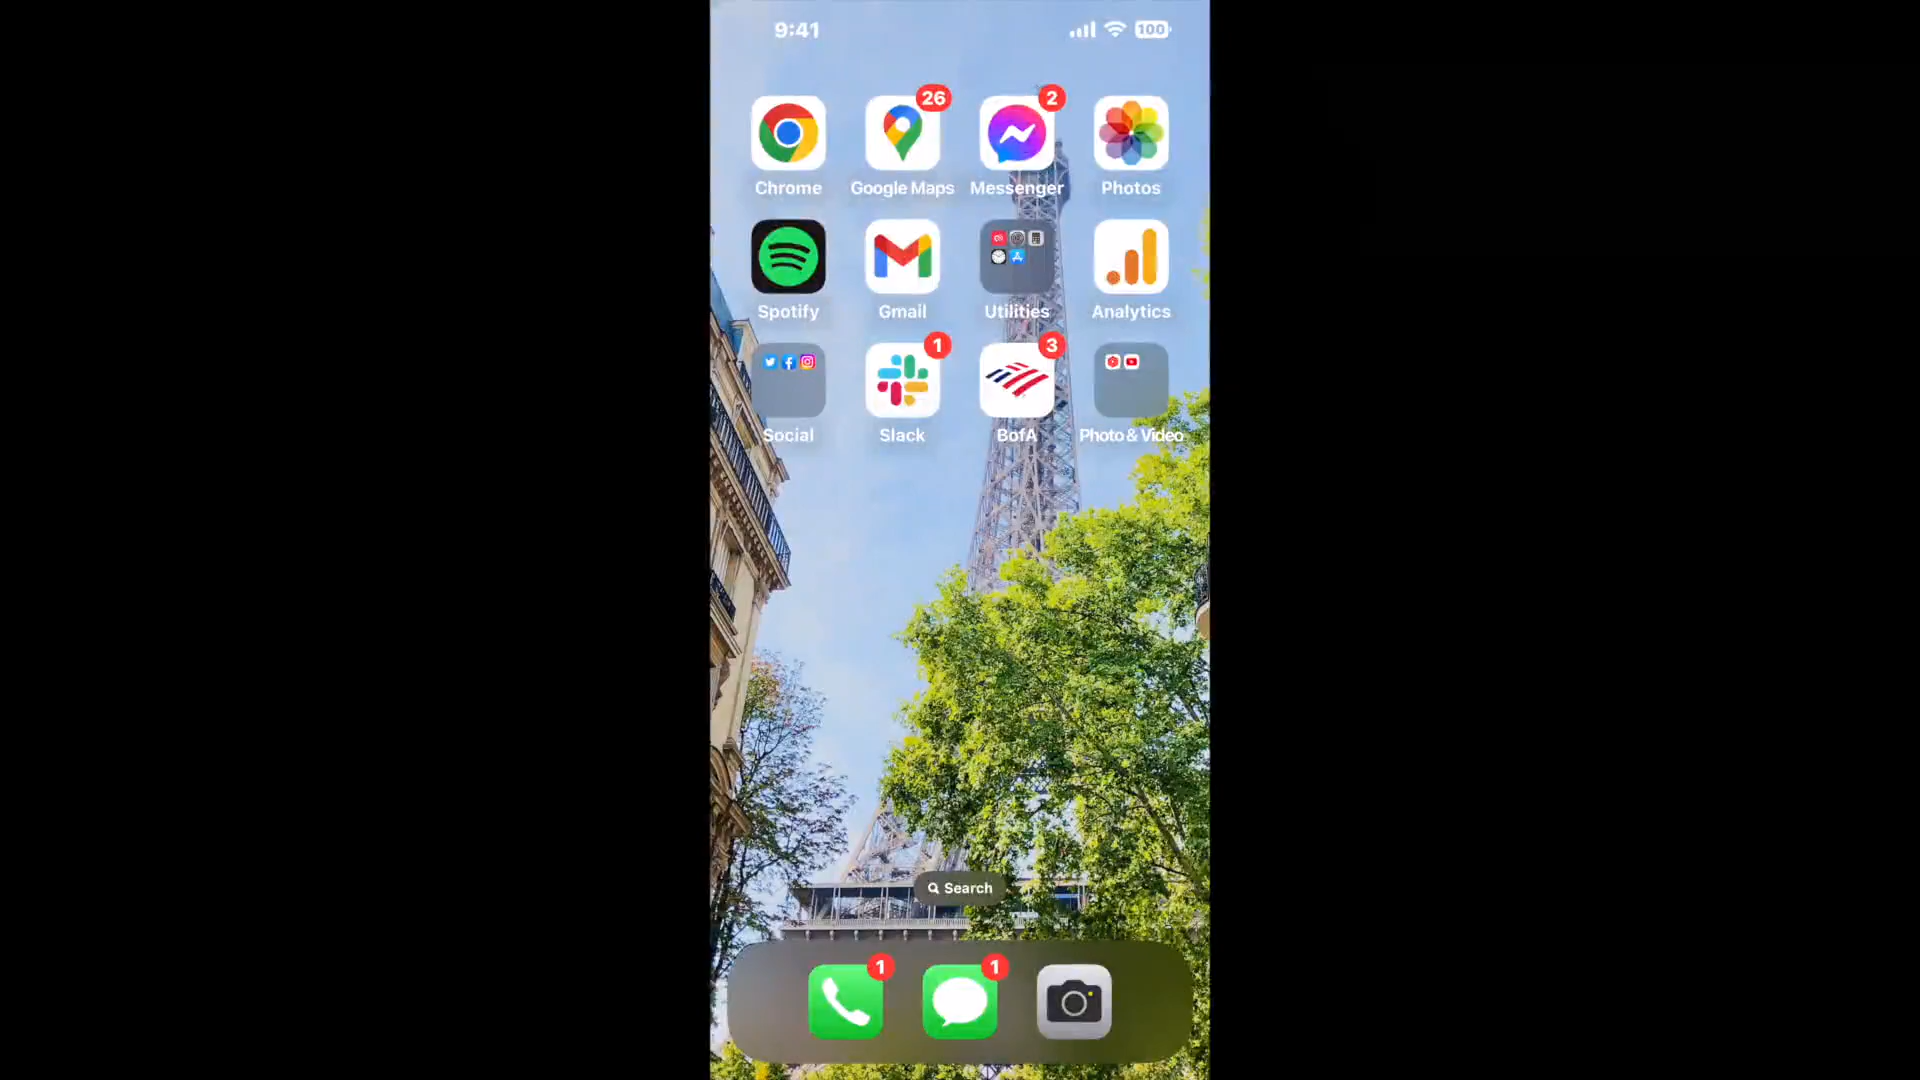 9:41
100
26
2
Chrome
Google Maps
Messenger
Photos
Spotify
Gmail
Utilities
Analytics
1
3
Social
Slack
BofA
Photo & Video
Search
1
1